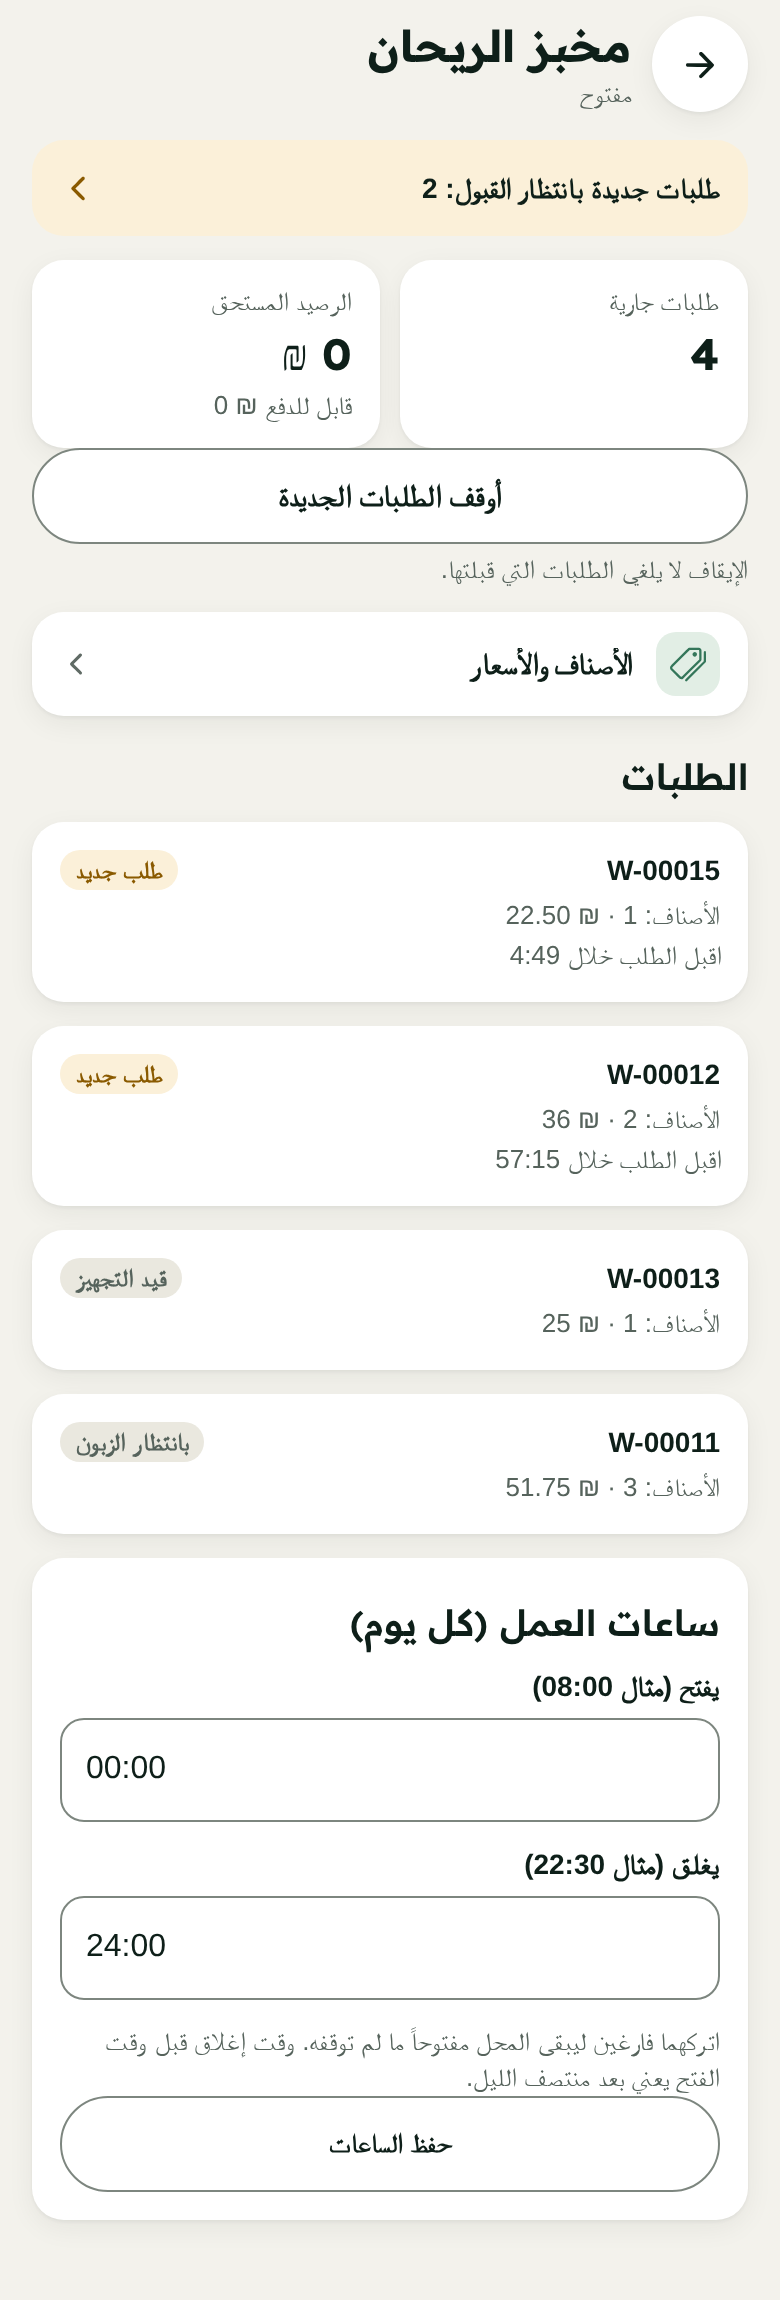 مخبز الريحان
مفتوح
طلبات جديدة بانتظار القبول: 2
طلبات جارية
4
الرصيد المستحق
0 ₪
قابل للدفع ₪ 0
أوقف الطلبات الجديدة
الإيقاف لا يلغي الطلبات التي قبلتها.
الأصناف والأسعار
الطلبات
W-00015
طلب جديد
الأصناف: 1 · ₪ 22.50
اقبل الطلب خلال 4:49
W-00012
طلب جديد
الأصناف: 2 · ₪ 36
اقبل الطلب خلال 57:15
W-00013
قيد التجهيز
الأصناف: 1 · ₪ 25
W-00011
بانتظار الزبون
الأصناف: 3 · ₪ 51.75
ساعات العمل (كل يوم)
يفتح (مثال 08:00)
00:00
يغلق (مثال 22:30)
24:00
اتركهما فارغين ليبقى المحل مفتوحاً ما لم توقفه. وقت إغلاق قبل وقت
الفتح يعني بعد منتصف الليل.
حفظ الساعات